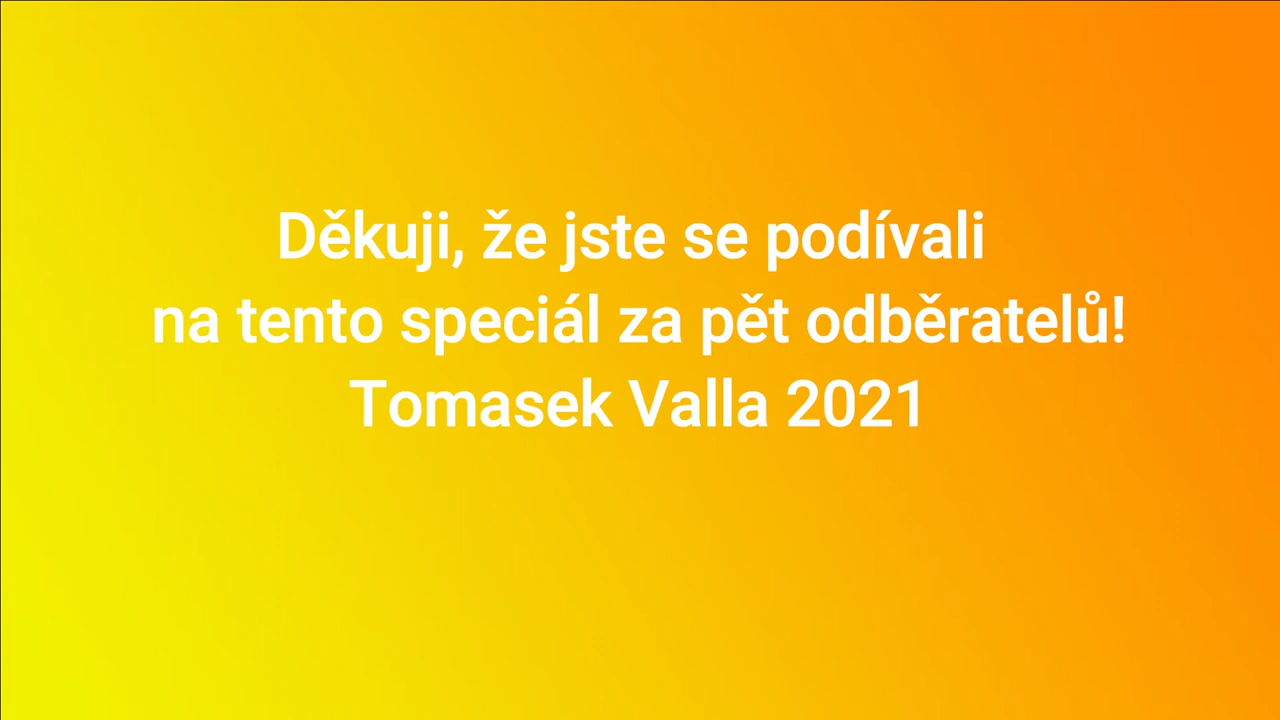 Děkuji, že jste se podívali
na tento speciál za pět odběratelů!
Tomasek Valla 2021